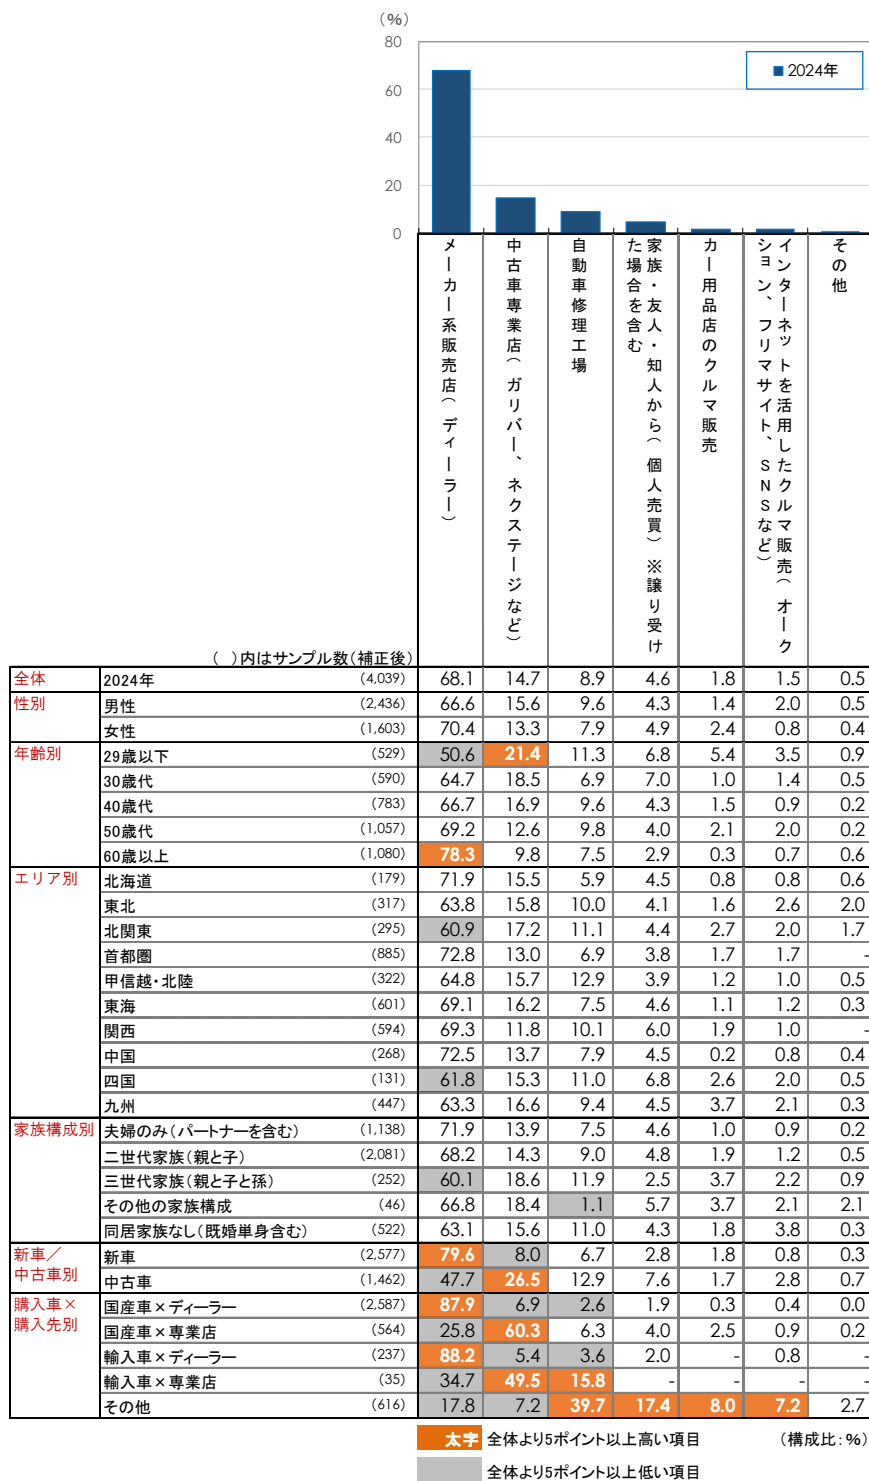 (%)
80
60
40
20
0
2024年
メーカー系販売店(ディーラー)
中古車専業店(ガリバー、ネクステージなど)
自動車修理工場
家族・友人・知人から(個人売買)※譲り受け
た場合を含む
カー用品店のクルマ販売
インターネットを活用したクルマ販売(オーク
ション、フリマサイト、SNSなど)
その他
( )内はサンプル数(補正後)
全体 2024年 (4,039) 68.1 14.7 8.9 4.6 1.8 1.5 0.5
性別 男性 (2,436) 66.6 15.6 9.6 4.3 1.4 2.0 0.5
女性 (1,603) 70.4 13.3 7.9 4.9 2.4 0.8 0.4
年齢別 29歳以下 (529) 50.6 21.4 11.3 6.8 5.4 3.5 0.9
30歳代 (590) 64.7 18.5 6.9 7.0 1.0 1.4 0.5
40歳代 (783) 66.7 16.9 9.6 4.3 1.5 0.9 0.2
50歳代 (1,057) 69.2 12.6 9.8 4.0 2.1 2.0 0.2
60歳以上 (1,080) 78.3 9.8 7.5 2.9 0.3 0.7 0.6
エリア別 北海道 (179) 71.9 15.5 5.9 4.5 0.8 0.8 0.6
東北 (317) 63.8 15.8 10.0 4.1 1.6 2.6 2.0
北関東 (295) 60.9 17.2 11.1 4.4 2.7 2.0 1.7
首都圏 (885) 72.8 13.0 6.9 3.8 1.7 1.7 -
甲信越・北陸 (322) 64.8 15.7 12.9 3.9 1.2 1.0 0.5
東海 (601) 69.1 16.2 7.5 4.6 1.1 1.2 0.3
関西 (594) 69.3 11.8 10.1 6.0 1.9 1.0 -
中国 (268) 72.5 13.7 7.9 4.5 0.2 0.8 0.4
四国 (131) 61.8 15.3 11.0 6.8 2.6 2.0 0.5
九州 (447) 63.3 16.6 9.4 4.5 3.7 2.1 0.3
家族構成別 夫婦のみ(パートナーを含む) (1,138) 71.9 13.9 7.5 4.6 1.0 0.9 0.2
二世代家族(親と子) (2,081) 68.2 14.3 9.0 4.8 1.9 1.2 0.5
三世代家族(親と子と孫) (252) 60.1 18.6 11.9 2.5 3.7 2.2 0.9
その他の家族構成 (46) 66.8 18.4 1.1 5.7 3.7 2.1 2.1
同居家族なし(既婚単身含む) (522) 63.1 15.6 11.0 4.3 1.8 3.8 0.3
新車/ 新車 (2,577) 79.6 8.0 6.7 2.8 1.8 0.8 0.3
中古車別 中古車 (1,462) 47.7 26.5 12.9 7.6 1.7 2.8 0.7
購入車× 国産車×ディーラー (2,587) 87.9 6.9 2.6 1.9 0.3 0.4 0.0
購入先別 国産車×専業店 (564) 25.8 60.3 6.3 4.0 2.5 0.9 0.2
輸入車×ディーラー (237) 88.2 5.4 3.6 2.0 - 0.8 -
輸入車×専業店 (35) 34.7 49.5 15.8 - - - -
その他 (616) 17.8 7.2 39.7 17.4 8.0 7.2 2.7
太字 全体より5ポイント以上高い項目 (構成比:%)
全体より5ポイント以上低い項目